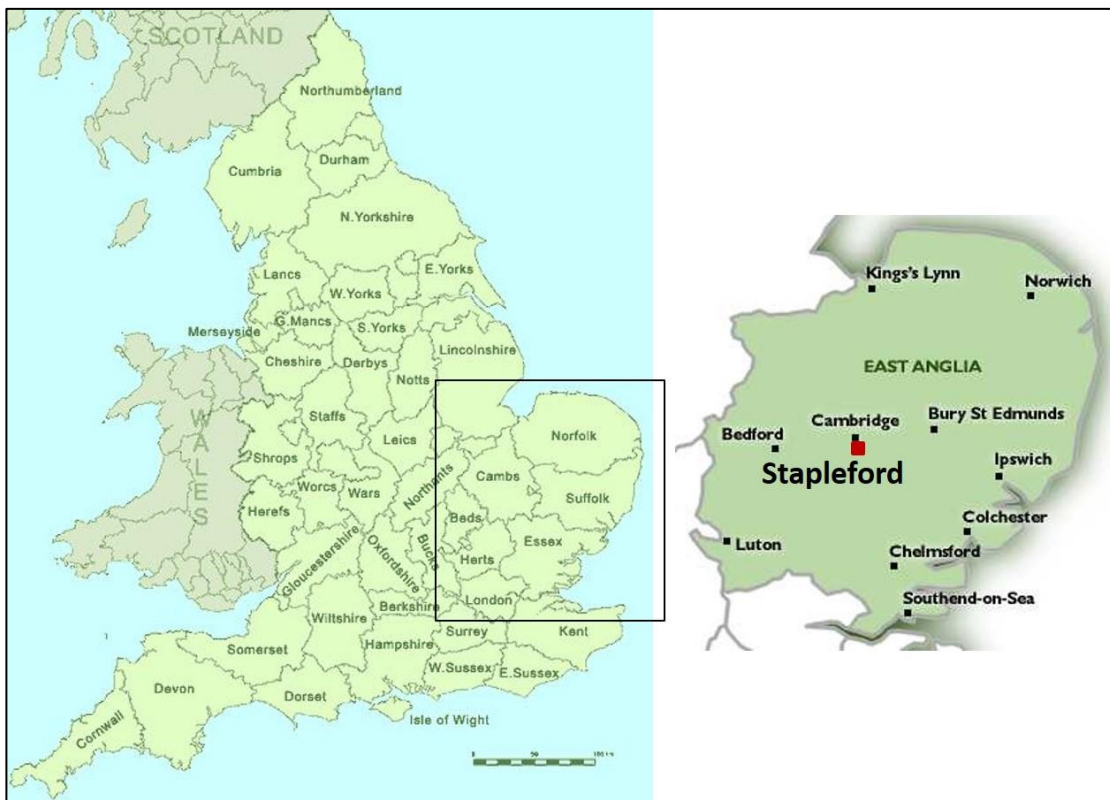 SCOTLAND
Northumberland
Durham
Cumbria
N.Yorkshire
Lancs
E.Yorks
W.Yorks
G.Mancs
S.Yorks
Merseyside
Cheshire
Derbys
Lincolnshire
Notts
WALES
Staffs
Norfolk
Leics
Shrops
Northants
Cambs
Worcs
Wars
Suffolk
Herefs
Beds
Essex
Gloucestershire
Oxfordshire
Bucks
Herts
London
Berkshire
Wiltshire
Surrey
Kent
Hampshire
Somerset
W.Sussex
E.Sussex
Devon
Dorset
Cornwall
Isle of Wight
King's Lynn
Norwich
EAST ANGLIA
Cambridge
Bury St Edmunds
Bedford
Stapleford
Ipswich
Colchester
Luton
Chelmsford
Southend-on-Sea